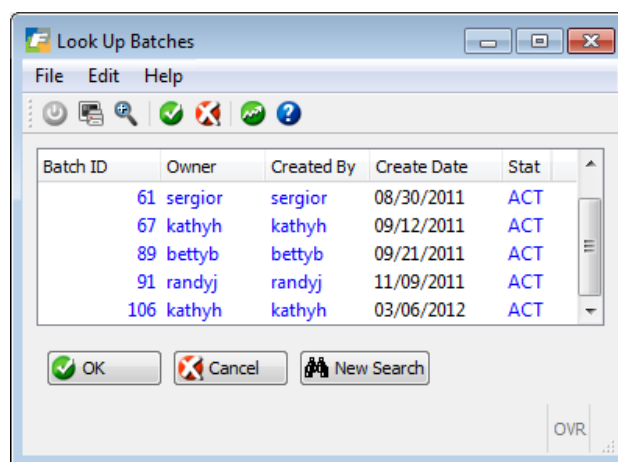 Look Up Batches
File Edit Help
Batch ID Owner Created By Create Date Stat
61 sergior sergior 08/30/2011 ACT
67 kathyh kathyh 09/12/2011 ACT
89 bettyb bettyb 09/21/2011 ACT
91 randyj randyj 11/09/2011 ACT
106 kathyh kathyh 03/06/2012 ACT
OK Cancel New Search
OVR